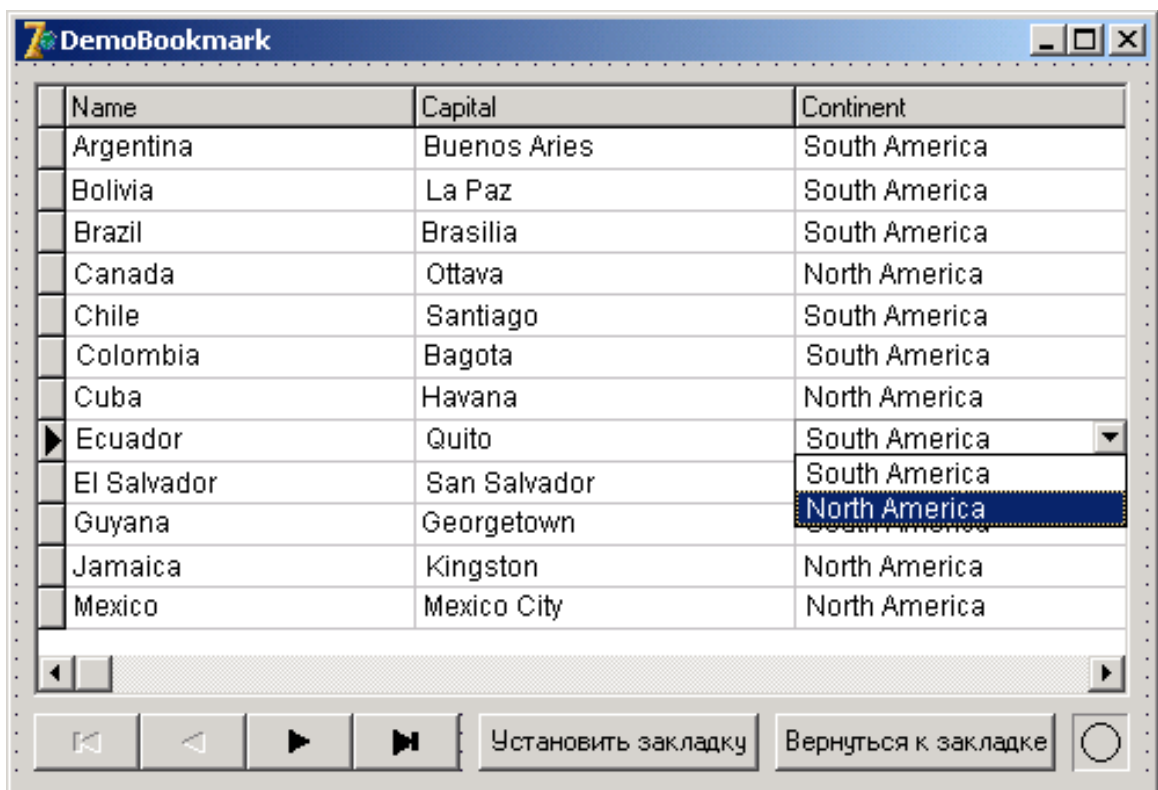 DemoBookmark
Name Capital Continent
Argentina Buenos Aries South America
Bolivia La Paz South America
Brazil Brasilia South America
Canada Ottava North America
Chile Santiago South America
Colombia Bagota South America
Cuba Havana North America
Ecuador Quito South America
El Salvador San Salvador South America
Guyana Georgetown North America
Jamaica Kingston North America
Mexico Mexico City North America
Установить закладку Вернуться к закладке